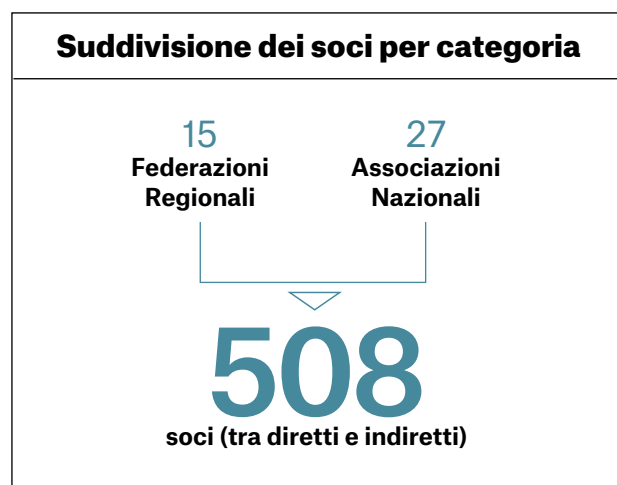 Suddivisione dei soci per categoria
15
Federazioni
Regionali
27
Associazioni
Nazionali
508
soci (tra diretti e indiretti)